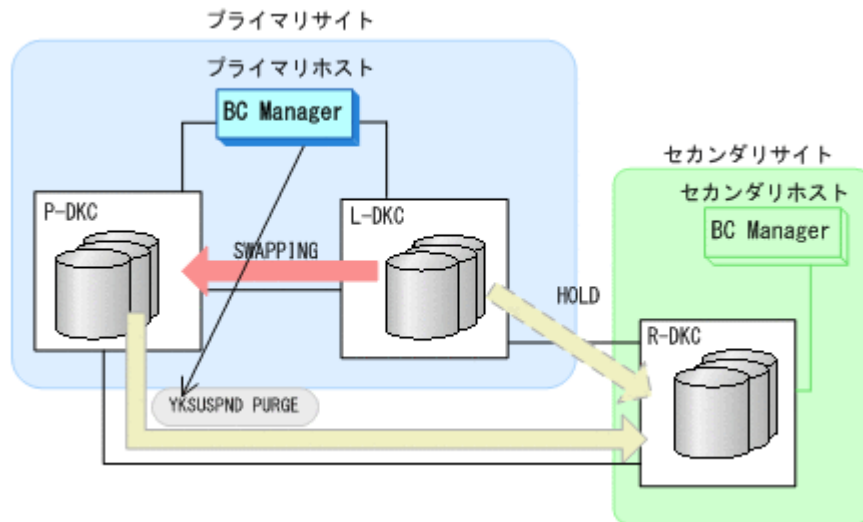 プライマリサイト
プライマリホスト
BC Manager
セカンダリサイト
セカンダリホスト
BC Manager
P-DKC
L-DKC
SWAPPING
HOLD
R-DKC
YKSUSPND PURGE